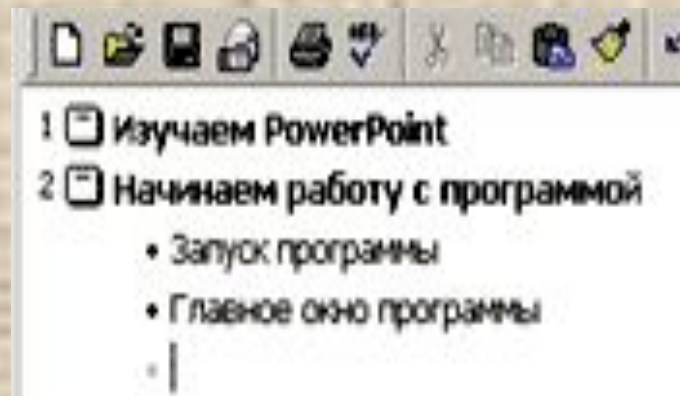 1 Изучаем PowerPoint
2 Начинаем работу с программой
• Запуск программы
• Главное окно программы